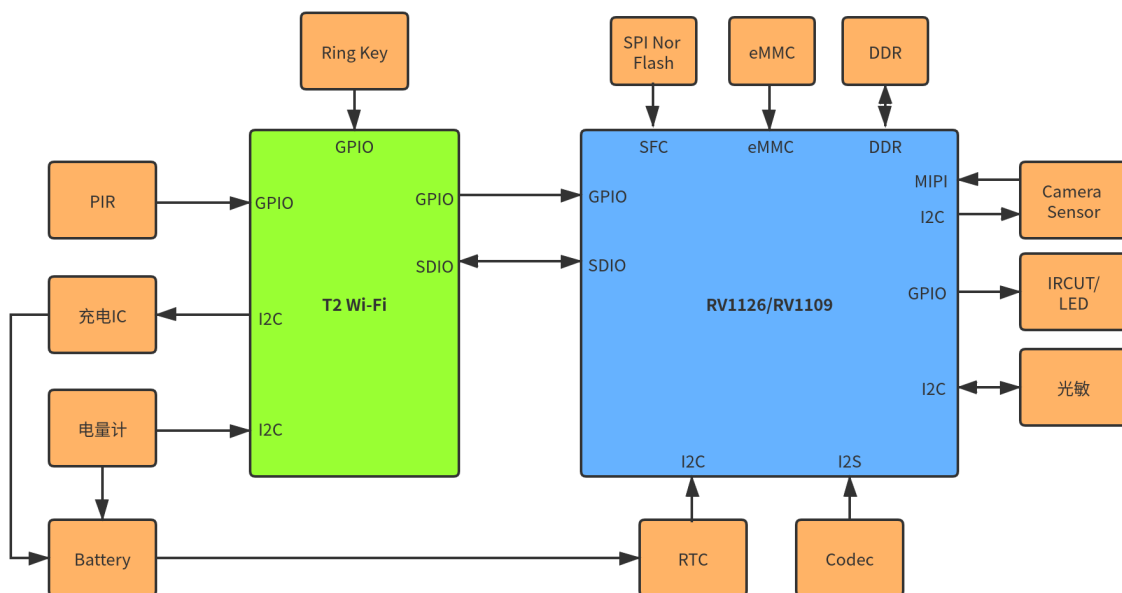 Ring Key
SPI Nor
Flash
eMMC
DDR
GPIO
SFC
eMMC
DDR
PIR
GPIO
GPIO
GPIO
MIPI
I2C
Camera
Sensor
SDIO
SDIO
充电IC
I2C
T2 Wi-Fi
RV1126/RV1109
GPIO
IRCUT/
LED
I2C
光敏
电量计
I2C
I2C
I2S
Battery
RTC
Codec